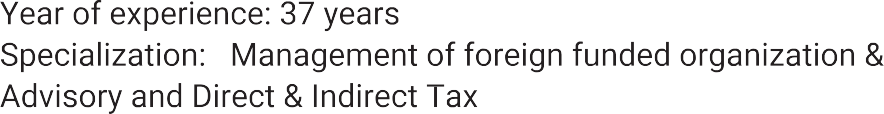 Year of experience: 37 years
Specialization: Management of foreign funded organization &
Advisory and Direct & Indirect Tax